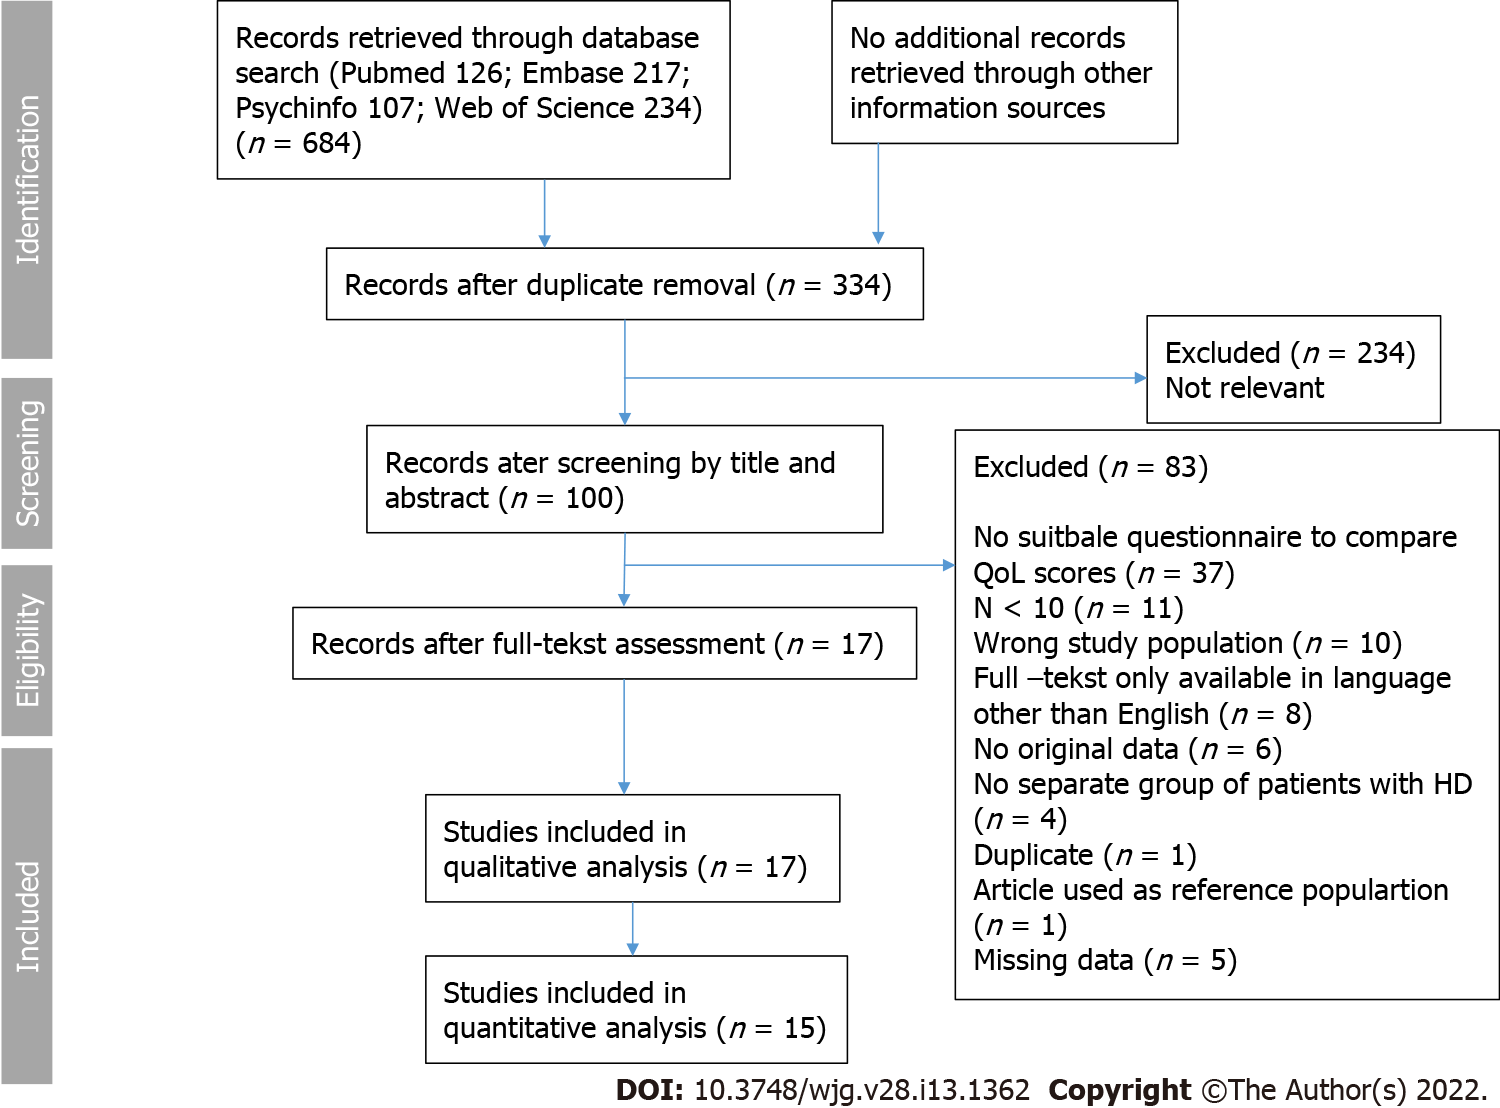 Identification
Records retrieved through database
search (Pubmed 126; Embase 217;
Psychinfo 107; Web of Science 234)
(n = 684)
No additional records
retrieved through other
information sources
Records after duplicate removal (n = 334)
Excluded (n = 234)
Not relevant
Screening
Records ater screening by title and
abstract (n = 100)
Excluded (n = 83)
No suitbale questionnaire to compare
QoL scores (n = 37)
N < 10 (n = 11)
Wrong study population (n = 10)
Full –tekst only available in language
other than English (n = 8)
No original data (n = 6)
No separate group of patients with HD
(n = 4)
Duplicate (n = 1)
Article used as reference populartion
(n = 1)
Missing data (n = 5)
Eligibility
Records after full-tekst assessment (n = 17)
Included
Studies included in
qualitative analysis (n = 17)
Studies included in
quantitative analysis (n = 15)
DOI: 10.3748/wjg.v28.i13.1362 Copyright ©The Author(s) 2022.